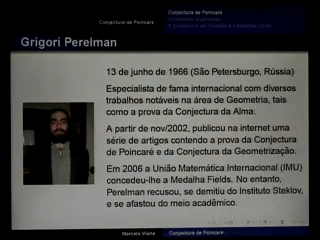 Conjectura de Poincaré
Conjectura de Poincaré
Grigori Perelman
13 de junho de 1966 (São Petersburgo, Rússia)
Especialista de fama internacional com diversos
trabalhos notáveis na área de Geometria, tais
como a prova da Conjectura da Alma.
A partir de nov/2002, publicou na internet uma
série de artigos contendo a prova da Conjectura
de Poincaré e da Conjectura da Geometrização.
Em 2006 a União Matemática Internacional (IMU)
concedeu-lhe a Medalha Fields. No entanto,
Perelman recusou, se demitiu do Instituto Steklov,
e se afastou do meio acadêmico.
Marcelo Viana
Conjectura de Poincaré